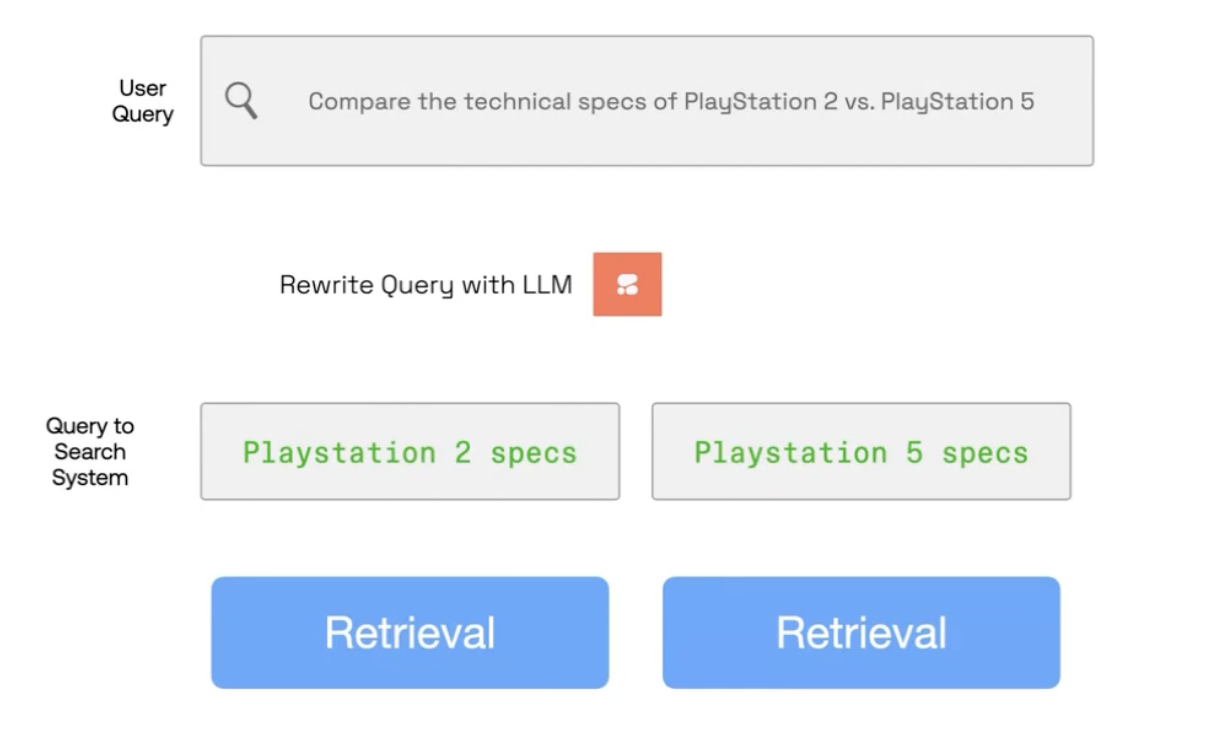 User
Query
Compare the technical specs of PlayStation 2 vs. PlayStation 5
Rewrite Query with LLM
Query to
Search
System
Playstation 2 specs
Playstation 5 specs
Retrieval
Retrieval